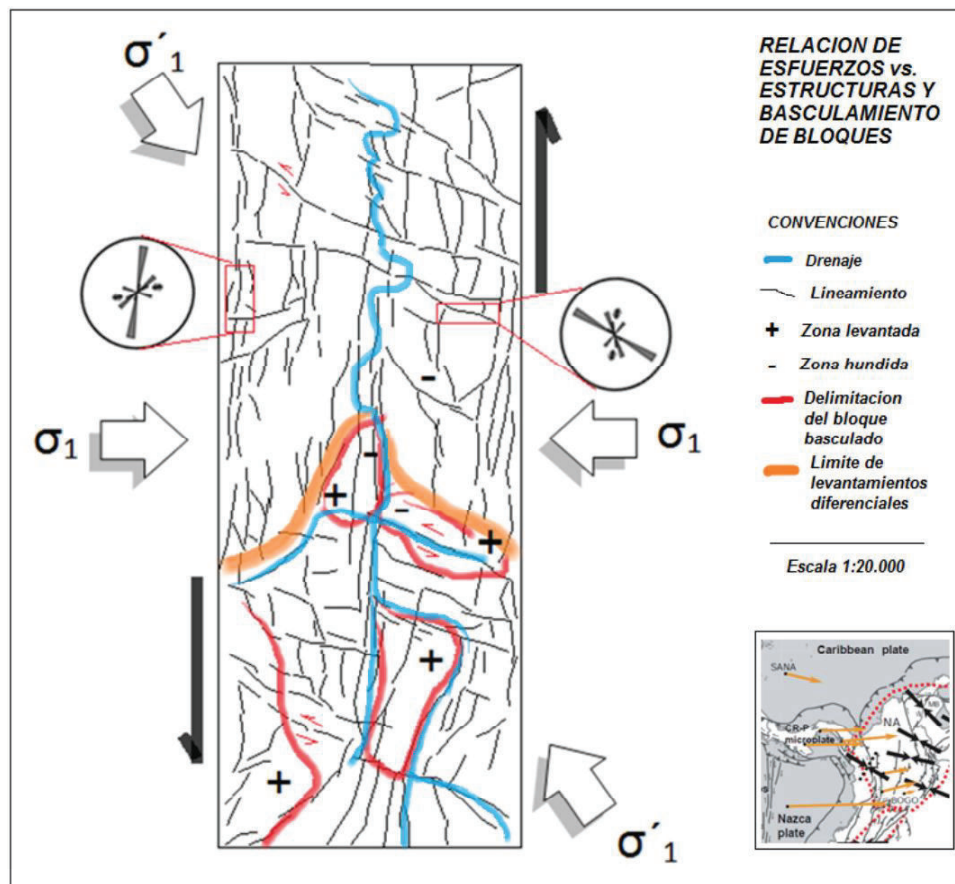 RELACION DE
ESFUERZOS vs.
ESTRUCTURAS Y
BASCULAMIENTO
DE BLOQUES
σ´1
σ1
σ1
σ´1
CONVENCIONES
Drenaje
Lineamiento
+ Zona levantada
- Zona hundida
Delimitacion
del bloque
basculado
Limite de
levantamientos
diferenciales
Escala 1:20.000
Caribbean plate
SANA
MB
NA
CR-P
microplate
BOGO
Nazca
plate